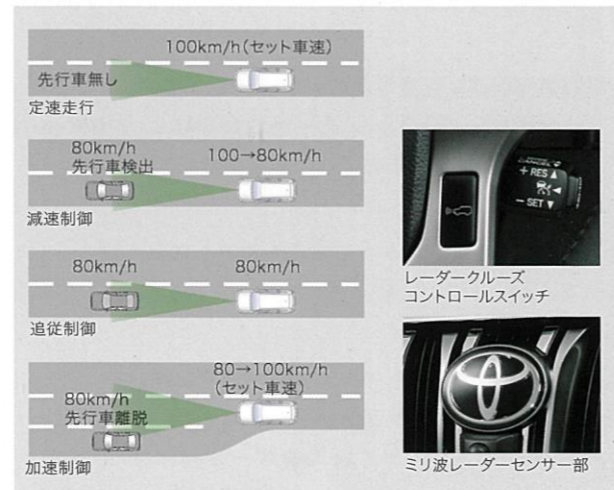 100km/h(セット車速)
先行車無し
定速走行
80km/h
先行車検出
100→80km/h
減速制御
80km/h
80km/h
追従制御
80→100km/h
(セット車速)
80km/h
先行車離脱
加速制御
+ RES ▲
− SET ▼
レーダークルーズ
コントロールスイッチ
ミリ波レーダーセンサー部